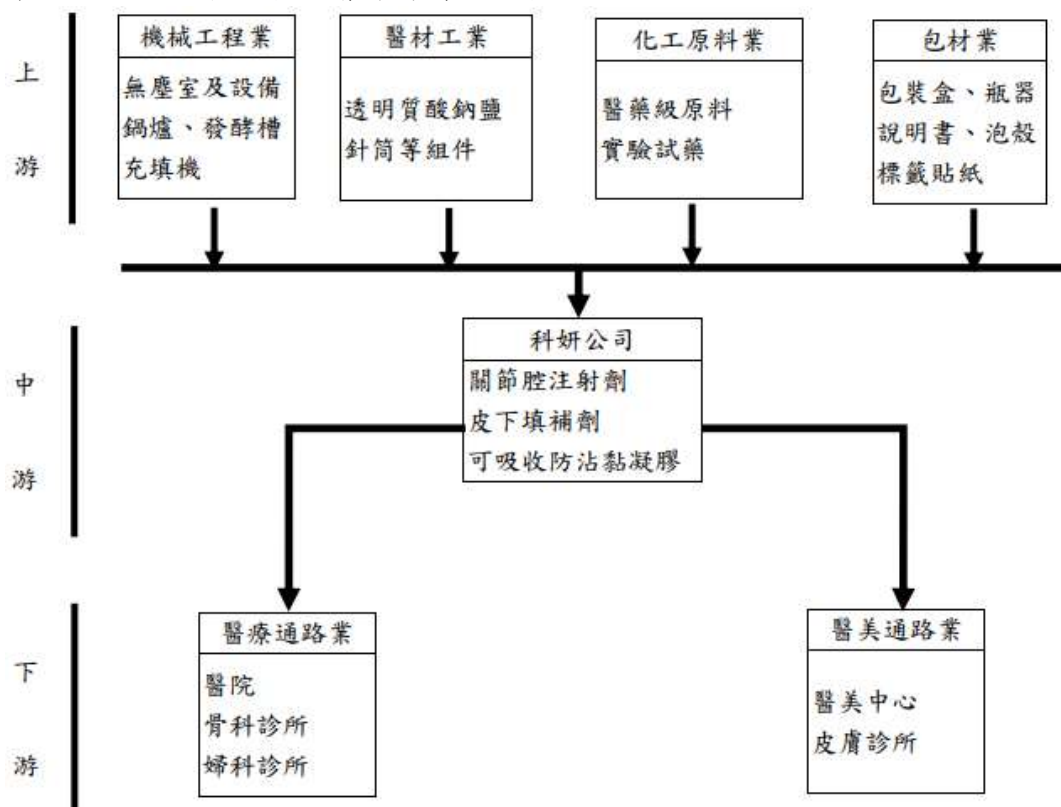 上
游
機械工程業
無塵室及設備
鍋爐、發酵槽
充填機
醫材工業
透明質酸鈉鹽
針筒等組件
化工原料業
醫藥級原料
實驗試藥
包材業
包裝盒、瓶器
說明書、泡殼
標籤貼紙
中
游
科妍公司
關節腔注射劑
皮下填補劑
可吸收防沾黏凝膠
下
游
醫療通路業
醫院
骨科診所
婦科診所
醫美通路業
醫美中心
皮膚診所